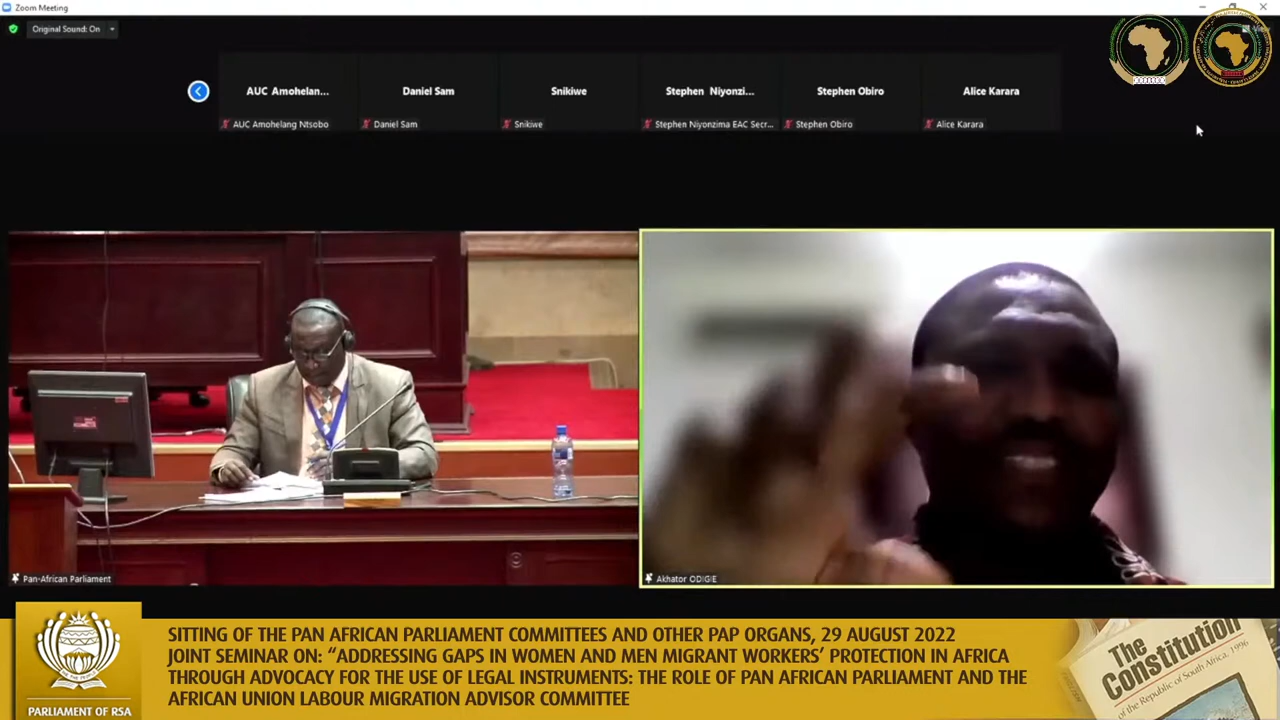 Zoom Meeting
Original Sound: On
AUC Amohelan...
Daniel Sam
Snikiwe
Stephen Niyonzi...
Stephen Obiro
Alice Karara
AUC Amohelang Ntsobo
Daniel Sam
Snikiwe
Stephen Niyonzima EAC Secr...
Stephen Obiro
Alice Karara
Pan-African Parliament
Akhator ODIGIE
SITTING OF THE PAN AFRICAN PARLIAMENT COMMITTEES AND OTHER PAP ORGANS, 29 AUGUST 2022
JOINT SEMINAR ON: “ADDRESSING GAPS IN WOMEN AND MEN MIGRANT WORKERS’ PROTECTION IN AFRICA
THROUGH ADVOCACY FOR THE USE OF LEGAL INSTRUMENTS: THE ROLE OF PAN AFRICAN PARLIAMENT AND THE
AFRICAN UNION LABOUR MIGRATION ADVISOR COMMITTEE
PARLIAMENT OF RSA
The
Constitution
of the Republic of South Africa, 1996